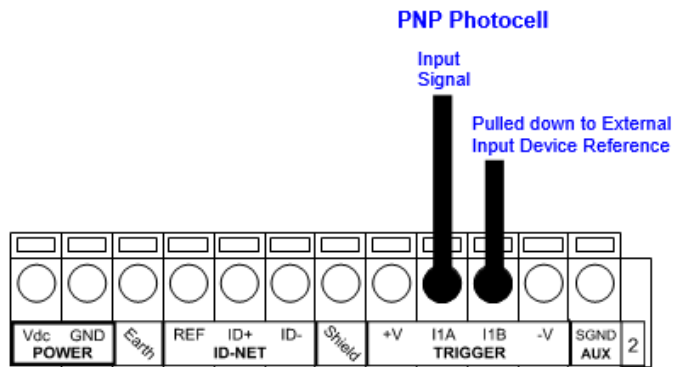 PNP Photocell
Input
Signal
Pulled down to External
Input Device Reference
Vdc GND Earth REF ID+ ID- Shield +V I1A I1B -V SGND 2
POWER ID-NET TRIGGER AUX